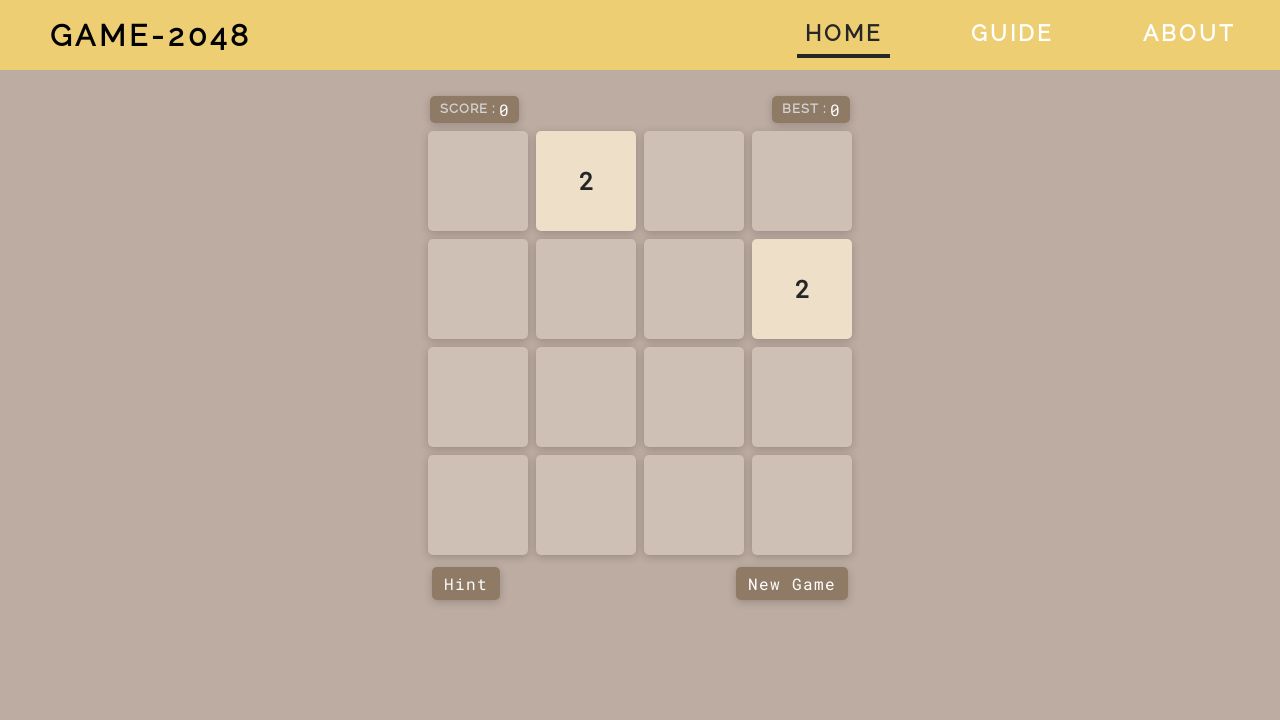 GAME-2048 HOME GUIDE ABOUT
SCORE : 0 BEST : 0
2
2
Hint New Game